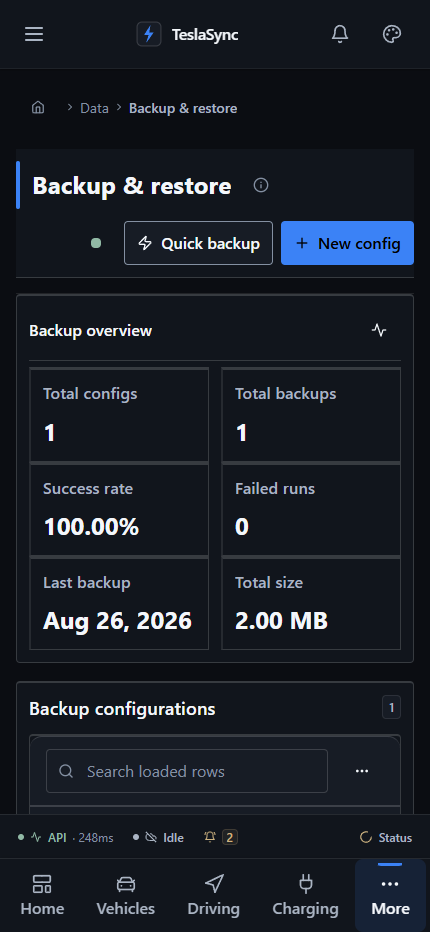 TeslaSync
Data
Backup & restore
Backup & restore
Quick backup
New config
Backup overview
Total configs
1
Total backups
1
Success rate
100.00%
Failed runs
0
Last backup
Aug 26, 2026
Total size
2.00 MB
Backup configurations
1
Search loaded rows
API · 248ms
Idle
2
Status
Home
Vehicles
Driving
Charging
More